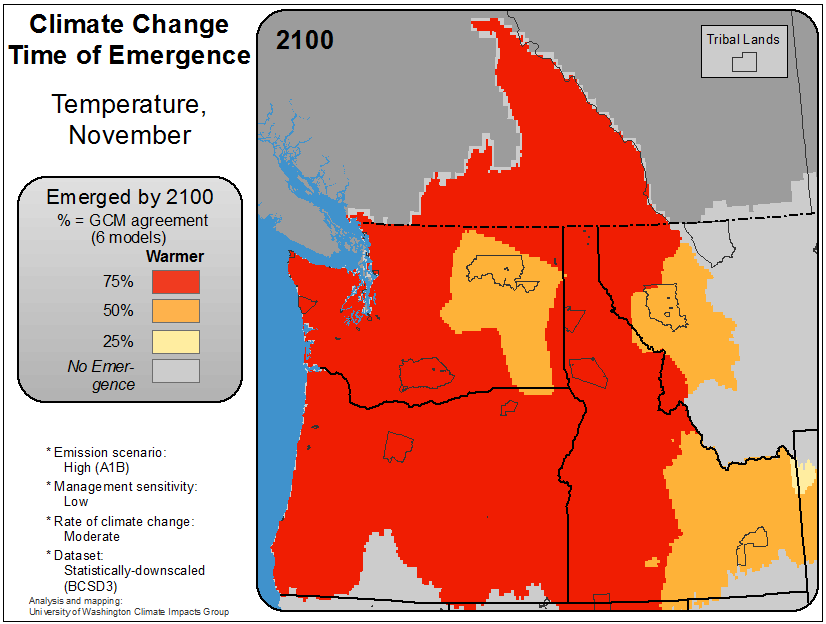 Climate Change
Time of Emergence
Temperature,
November
Emerged by 2100
% = GCM agreement
(6 models)
Warmer
75%
50%
25%
No Emer-
gence
* Emission scenario:
High (A1B)
* Management sensitivity:
Low
* Rate of climate change:
Moderate
* Dataset:
Statistically-downscaled
(BCSD3)
Analysis and mapping:
University of Washington Climate Impacts Group
2100
Tribal Lands